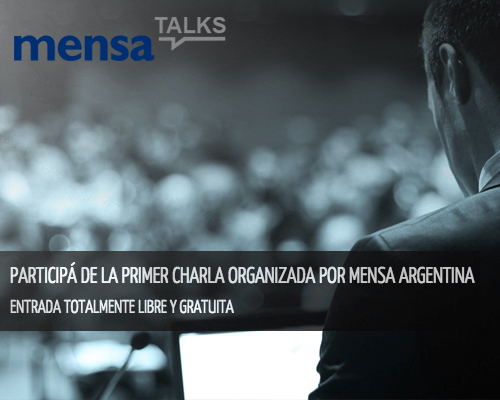 mensa TALKS
PARTICIPÁ DE LA PRIMER CHARLA ORGANIZADA POR MENSA ARGENTINA
ENTRADA TOTALMENTE LIBRE Y GRATUITA